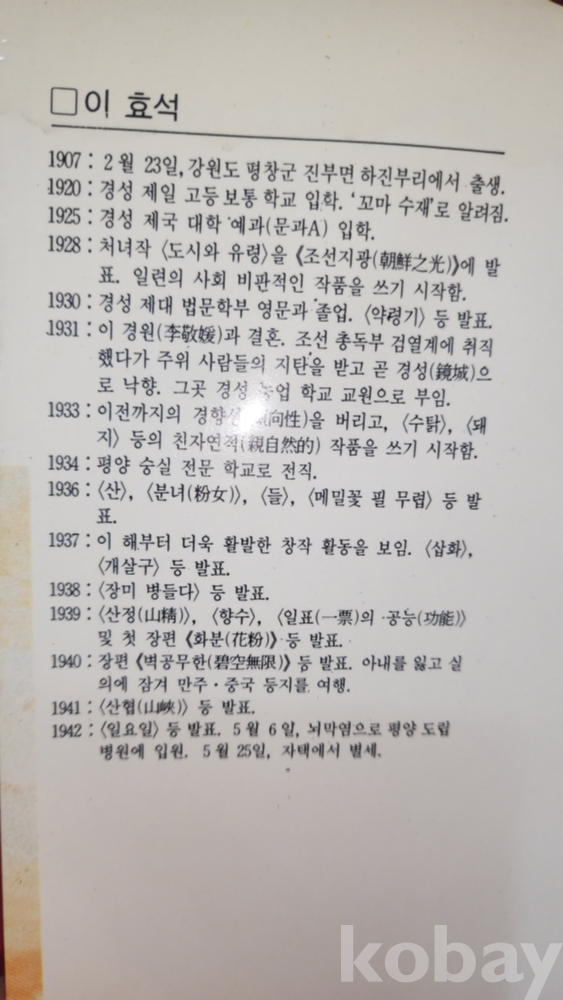 □이 효석
1907 : 2월 23일, 강원도 평창군 진부면 하진부리에서 출생.
1920 : 경성 제일 고등 보통 학교 입학. '꼬마 수재'로 알려짐.
1925 : 경성 제국 대학 예과(문과A) 입학.
1928 : 처녀작 〈도시와 유령〉을 《조선지광(朝鮮之光)》에 발
표. 일련의 사회 비판적인 작품을 쓰기 시작함.
1930 : 경성 제대 법문학부 영문과 졸업. 〈약령기〉 등 발표.
1931 : 이 경원(李敬媛)과 결혼. 조선 총독부 검열계에 취직
했다가 주위 사람들의 지탄을 받고 곧 경성(鏡城)으
로 낙향. 그곳 경성 농업 학교 교원으로 부임.
1933 : 이전까지의 경향성(傾向性)을 버리고, 〈수탉〉, 〈돼
지〉 등의 친자연적(親自然的) 작품을 쓰기 시작함.
1934 : 평양 숭실 전문 학교로 전직.
1936 : 〈산〉, 〈분녀(粉女)〉, 〈들〉, 〈메밀꽃 필 무렵〉 등 발
표.
1937 : 이 해부터 더욱 활발한 창작 활동을 보임. 〈삽화〉,
〈개살구〉 등 발표.
1938 : 〈장미 병들다〉 등 발표.
1939 : 〈산정(山精)〉, 〈향수〉, 〈일표(一票)의 공능(功能)〉
및 첫 장편 《화분(花粉)》 등 발표.
1940 : 장편 《벽공무한(碧空無限)》 등 발표. 아내를 잃고 실
의에 잠겨 만주·중국 등지를 여행.
1941 : 〈산협(山峽)〉 등 발표.
1942 : 〈일요일〉 등 발표. 5월 6일, 뇌막염으로 평양 도립
병원에 입원. 5월 25일, 자택에서 별세.
kobay